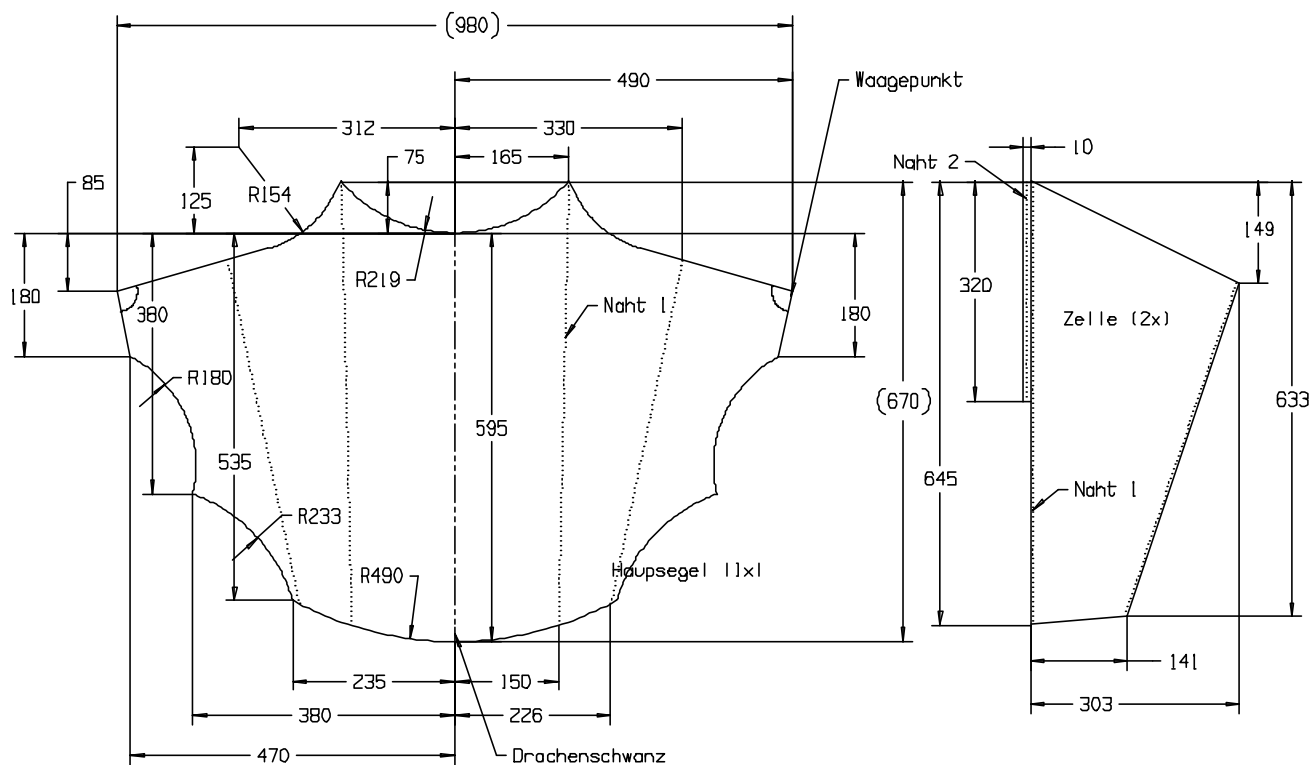 (980)
490
Waagepunkt
312
330
10
75
165
Naht 2
85
125
R154
149
R219
320
180
380
Naht 1
180
Zelle (2x)
R180
(670)
633
595
535
645
Naht 1
R233
R490
Haupsegel (1x)
235
150
141
380
226
303
470
Drachenschwanz